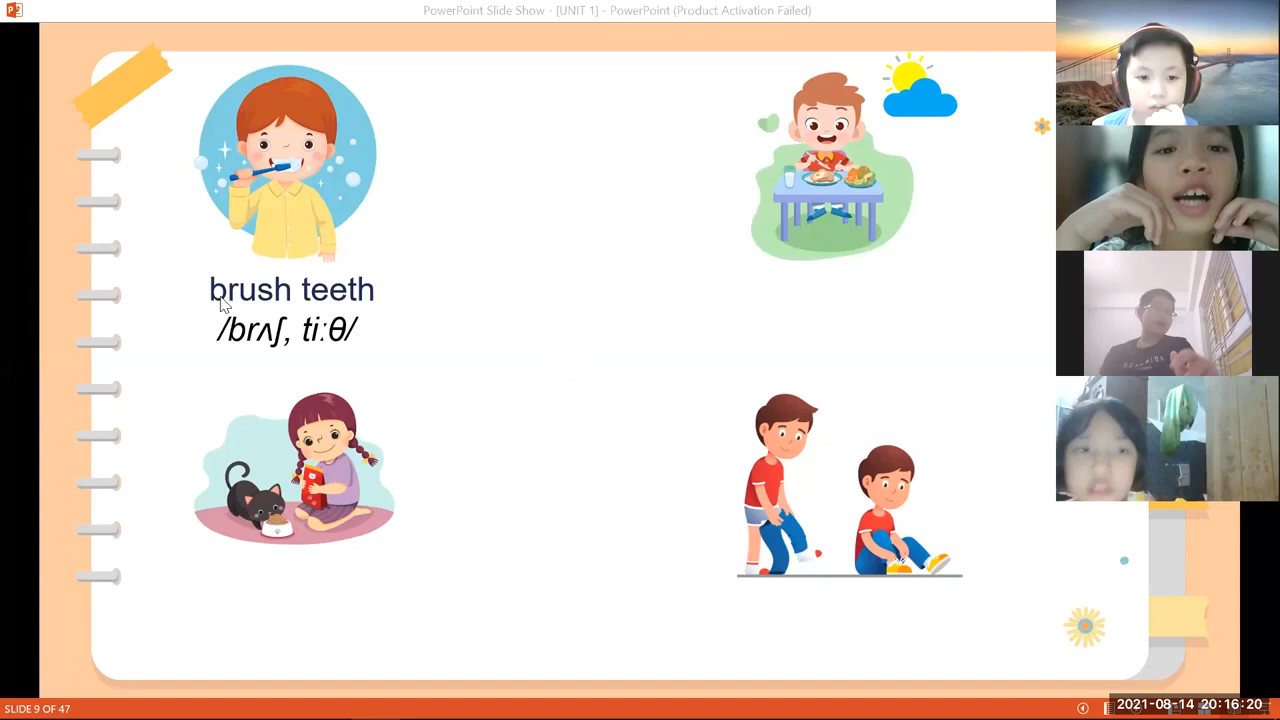 PowerPoint Slide Show - [UNIT 1] - PowerPoint (Product Activation Failed)
brush teeth
/brʌʃ, tiːθ/
SLIDE 9 OF 47
2021-08-14 20:16:20